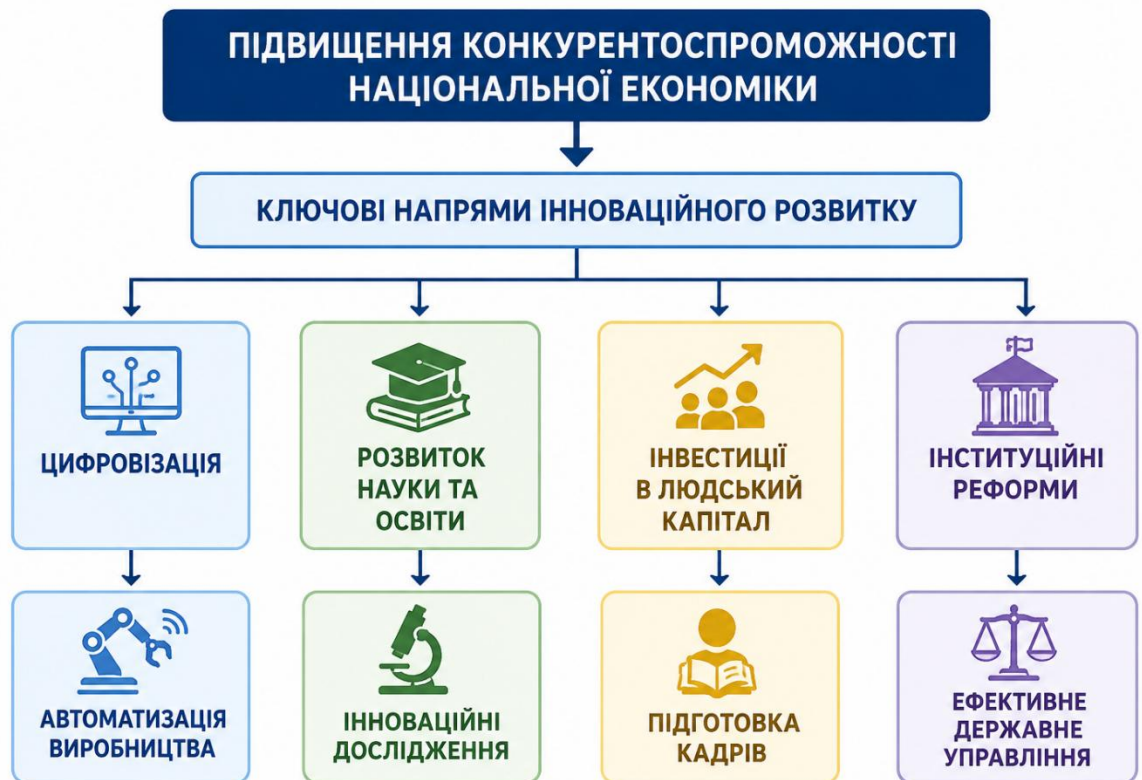 ПІДВИЩЕННЯ КОНКУРЕНТОСПРОМОЖНОСТІ
НАЦІОНАЛЬНОЇ ЕКОНОМІКИ
КЛЮЧОВІ НАПРЯМИ ІННОВАЦІЙНОГО РОЗВИТКУ
ЦИФРОВІЗАЦІЯ
РОЗВИТОК
НАУКИ ТА
ОСВІТИ
ІНВЕСТИЦІЇ
В ЛЮДСЬКИЙ
КАПІТАЛ
ІНСТИТУЦІЙНІ
РЕФОРМИ
АВТОМАТИЗАЦІЯ
ВИРОБНИЦТВА
ІННОВАЦІЙНІ
ДОСЛІДЖЕННЯ
ПІДГОТОВКА
КАДРІВ
ЕФЕКТИВНЕ
ДЕРЖАВНЕ
УПРАВЛІННЯ